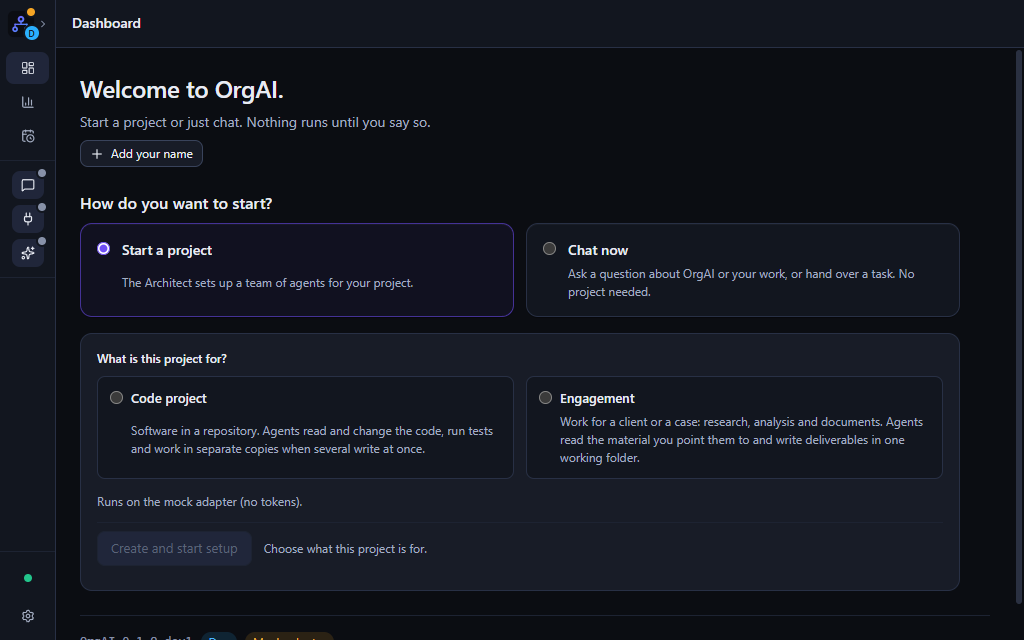 D
Dashboard
Welcome to OrgAI.
Start a project or just chat. Nothing runs until you say so.
+ Add your name
How do you want to start?
Start a project
The Architect sets up a team of agents for your project.
Chat now
Ask a question about OrgAI or your work, or hand over a task. No
project needed.
What is this project for?
Code project
Software in a repository. Agents read and change the code, run tests
and work in separate copies when several write at once.
Engagement
Work for a client or a case: research, analysis and documents. Agents
read the material you point them to and write deliverables in one
working folder.
Runs on the mock adapter (no tokens).
Create and start setup
Choose what this project is for.